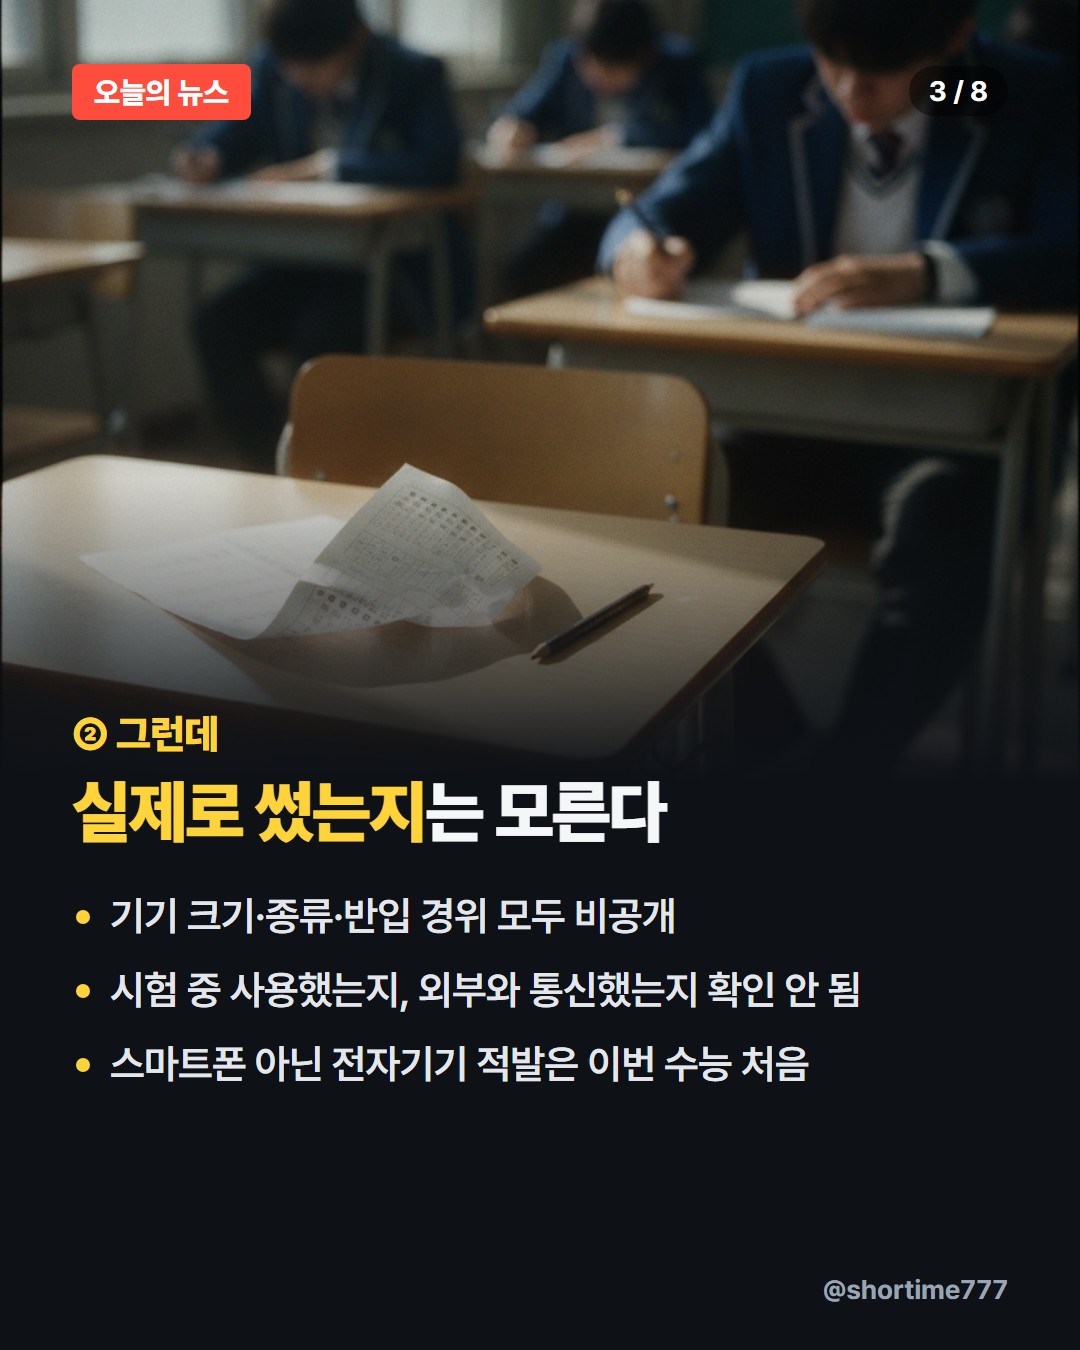 오늘의 뉴스
3 / 8
② 그런데
실제로 썼는지는 모른다
• 기기 크기·종류·반입 경위 모두 비공개
• 시험 중 사용했는지, 외부와 통신했는지 확인 안 됨
• 스마트폰 아닌 전자기기 적발은 이번 수능 처음
@shortime777